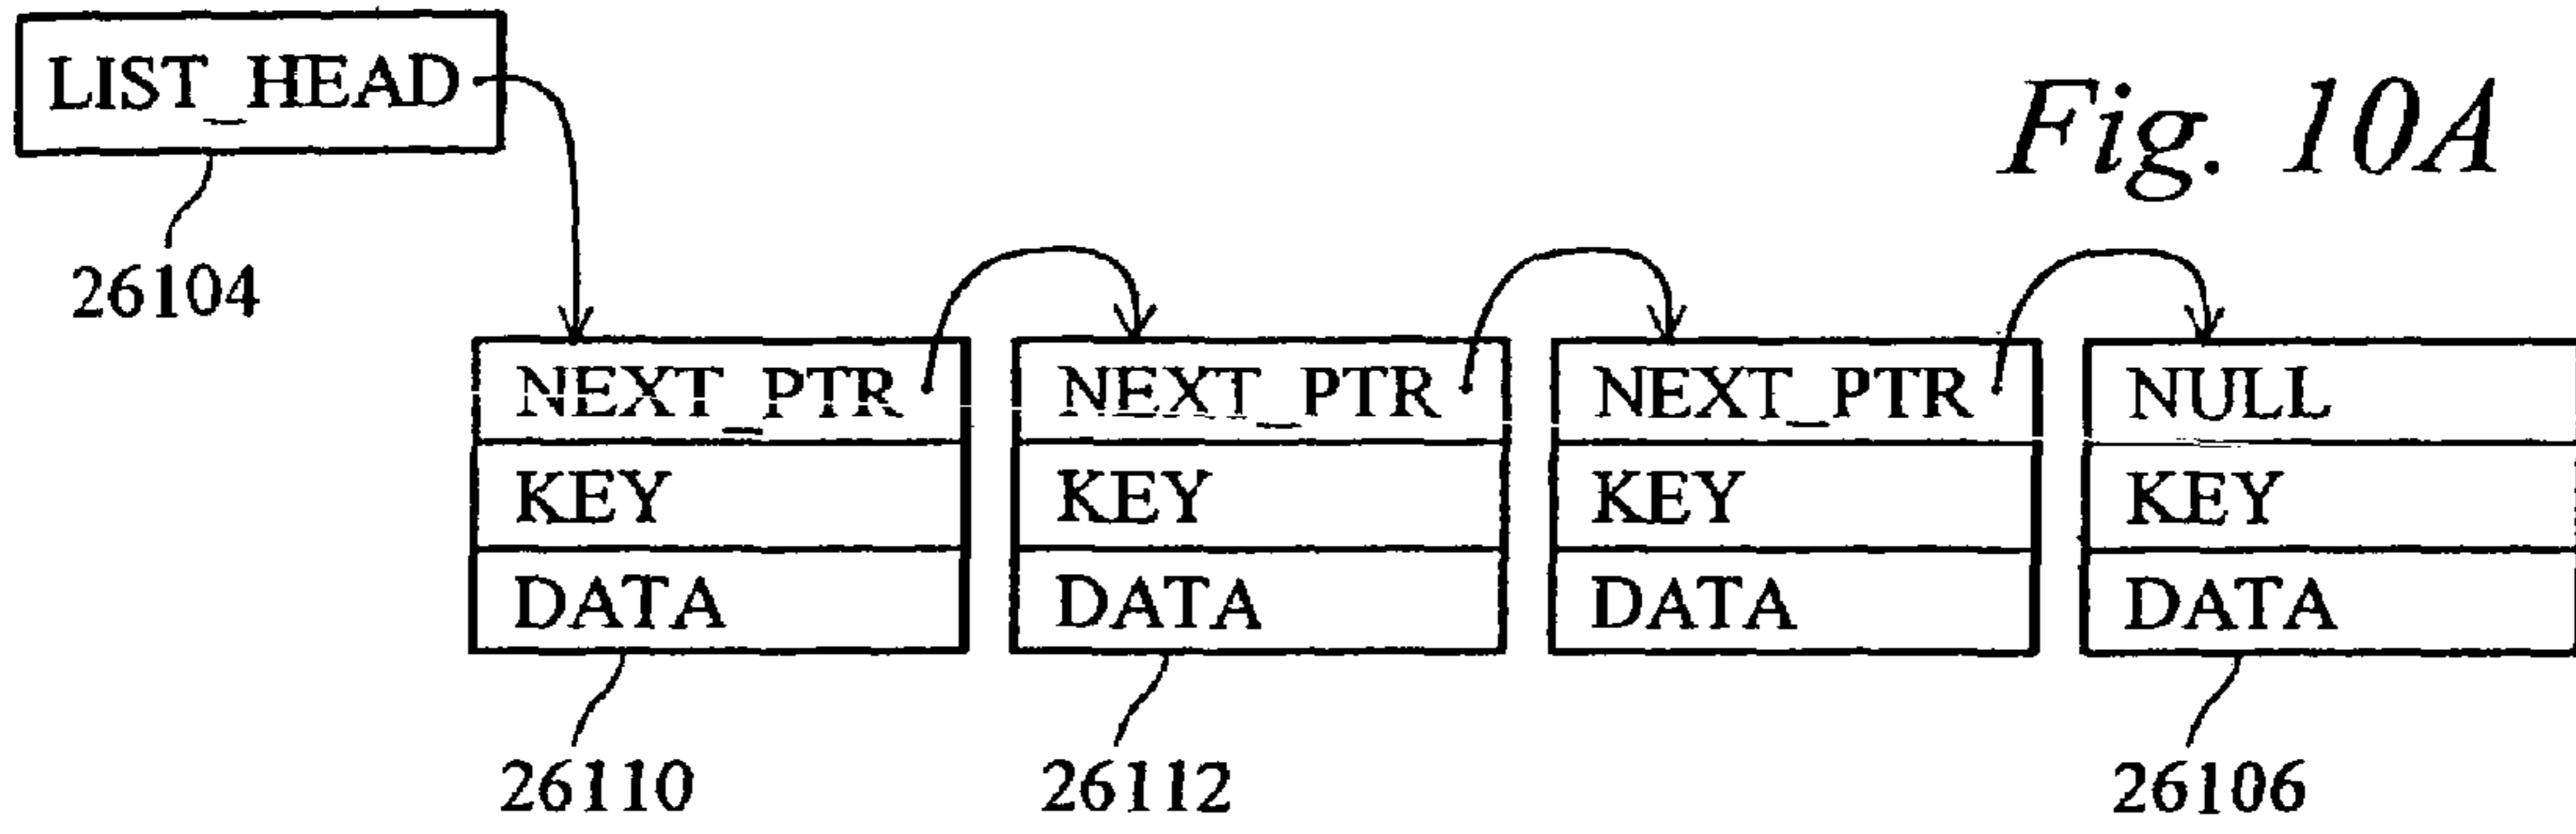 LIST_HEAD
Fig. 10A
26104
NEXT_PTR NEXT_PTR NEXT_PTR NULL
KEY KEY KEY KEY
DATA DATA DATA DATA
26110 26112 26106